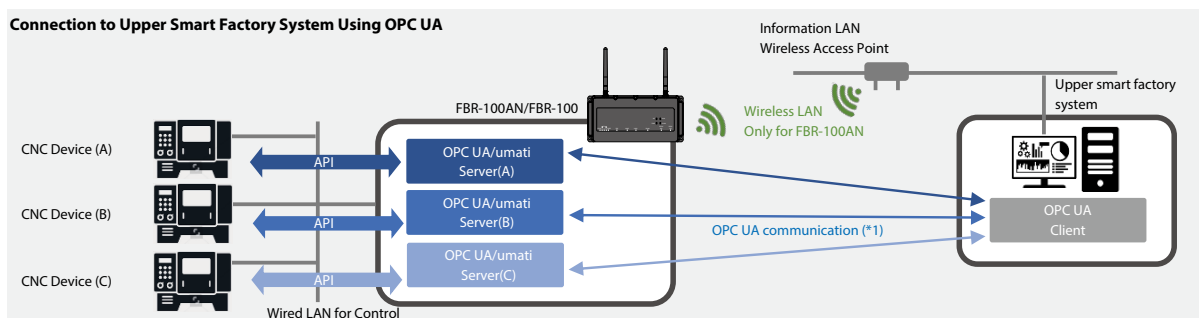 Connection to Upper Smart Factory System Using OPC UA
Information LAN
Wireless Access Point
Upper smart factory
system
FBR-100AN/FBR-100
Wireless LAN
Only for FBR-100AN
CNC Device (A)
API
OPC UA/umati
Server(A)
CNC Device (B)
API
OPC UA/umati
Server(B)
OPC UA communication (*1)
OPC UA
Client
CNC Device (C)
API
OPC UA/umati
Server(C)
Wired LAN for Control